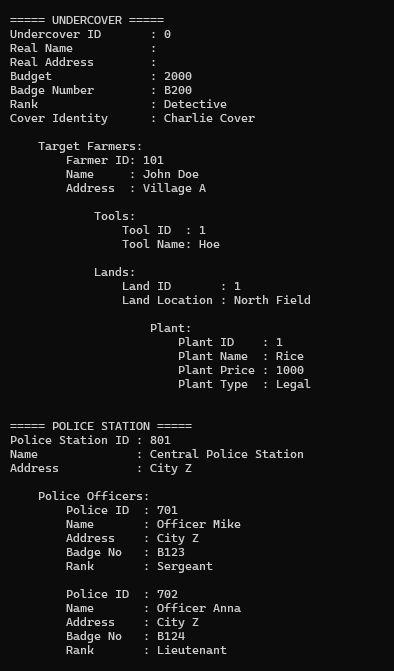 ===== UNDERCOVER =====
Undercover ID       : 0
Real Name           :
Real Address        :
Budget              : 2000
Badge Number        : B200
Rank                : Detective
Cover Identity      : Charlie Cover

    Target Farmers:
        Farmer ID: 101
        Name     : John Doe
        Address  : Village A

            Tools:
                Tool ID  : 1
                Tool Name: Hoe

            Lands:
                Land ID       : 1
                Land Location : North Field

                    Plant:
                        Plant ID    : 1
                        Plant Name  : Rice
                        Plant Price : 1000
                        Plant Type  : Legal

===== POLICE STATION =====
Police Station ID : 801
Name              : Central Police Station
Address           : City Z

    Police Officers:
        Police ID  : 701
        Name       : Officer Mike
        Address    : City Z
        Badge No   : B123
        Rank       : Sergeant

        Police ID  : 702
        Name       : Officer Anna
        Address    : City Z
        Badge No   : B124
        Rank       : Lieutenant